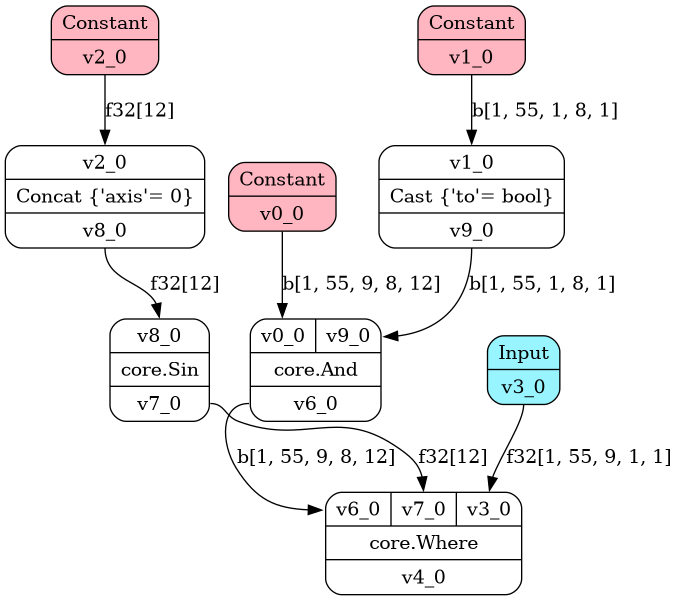 Constant
v2_0
Constant
v1_0
f32[12]
b[1, 55, 1, 8, 1]
v2_0
Concat {'axis'= 0}
v8_0
Constant
v0_0
v1_0
Cast {'to'= bool}
v9_0
f32[12]
b[1, 55, 9, 8, 12]
b[1, 55, 1, 8, 1]
v8_0
core.Sin
v7_0
v0_0 v9_0
core.And
v6_0
Input
v3_0
b[1, 55, 9, 8, 12]
f32[12]
f32[1, 55, 9, 1, 1]
v6_0 v7_0 v3_0
core.Where
v4_0